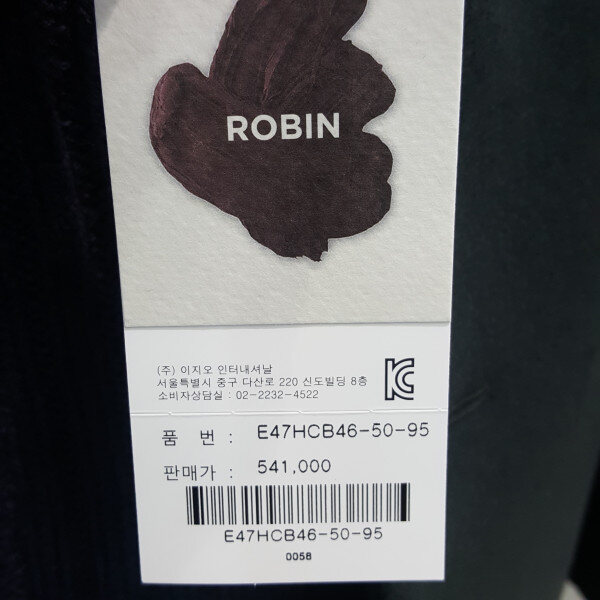 ROBIN
(주) 이지오 인터내셔날
서울특별시 중구 다산로 220 신도빌딩 8층
소비자상담실 : 02-2232-4522
품 번 : E47HCB46-50-95
판매가 : 541,000
E47HCB46-50-95
0058